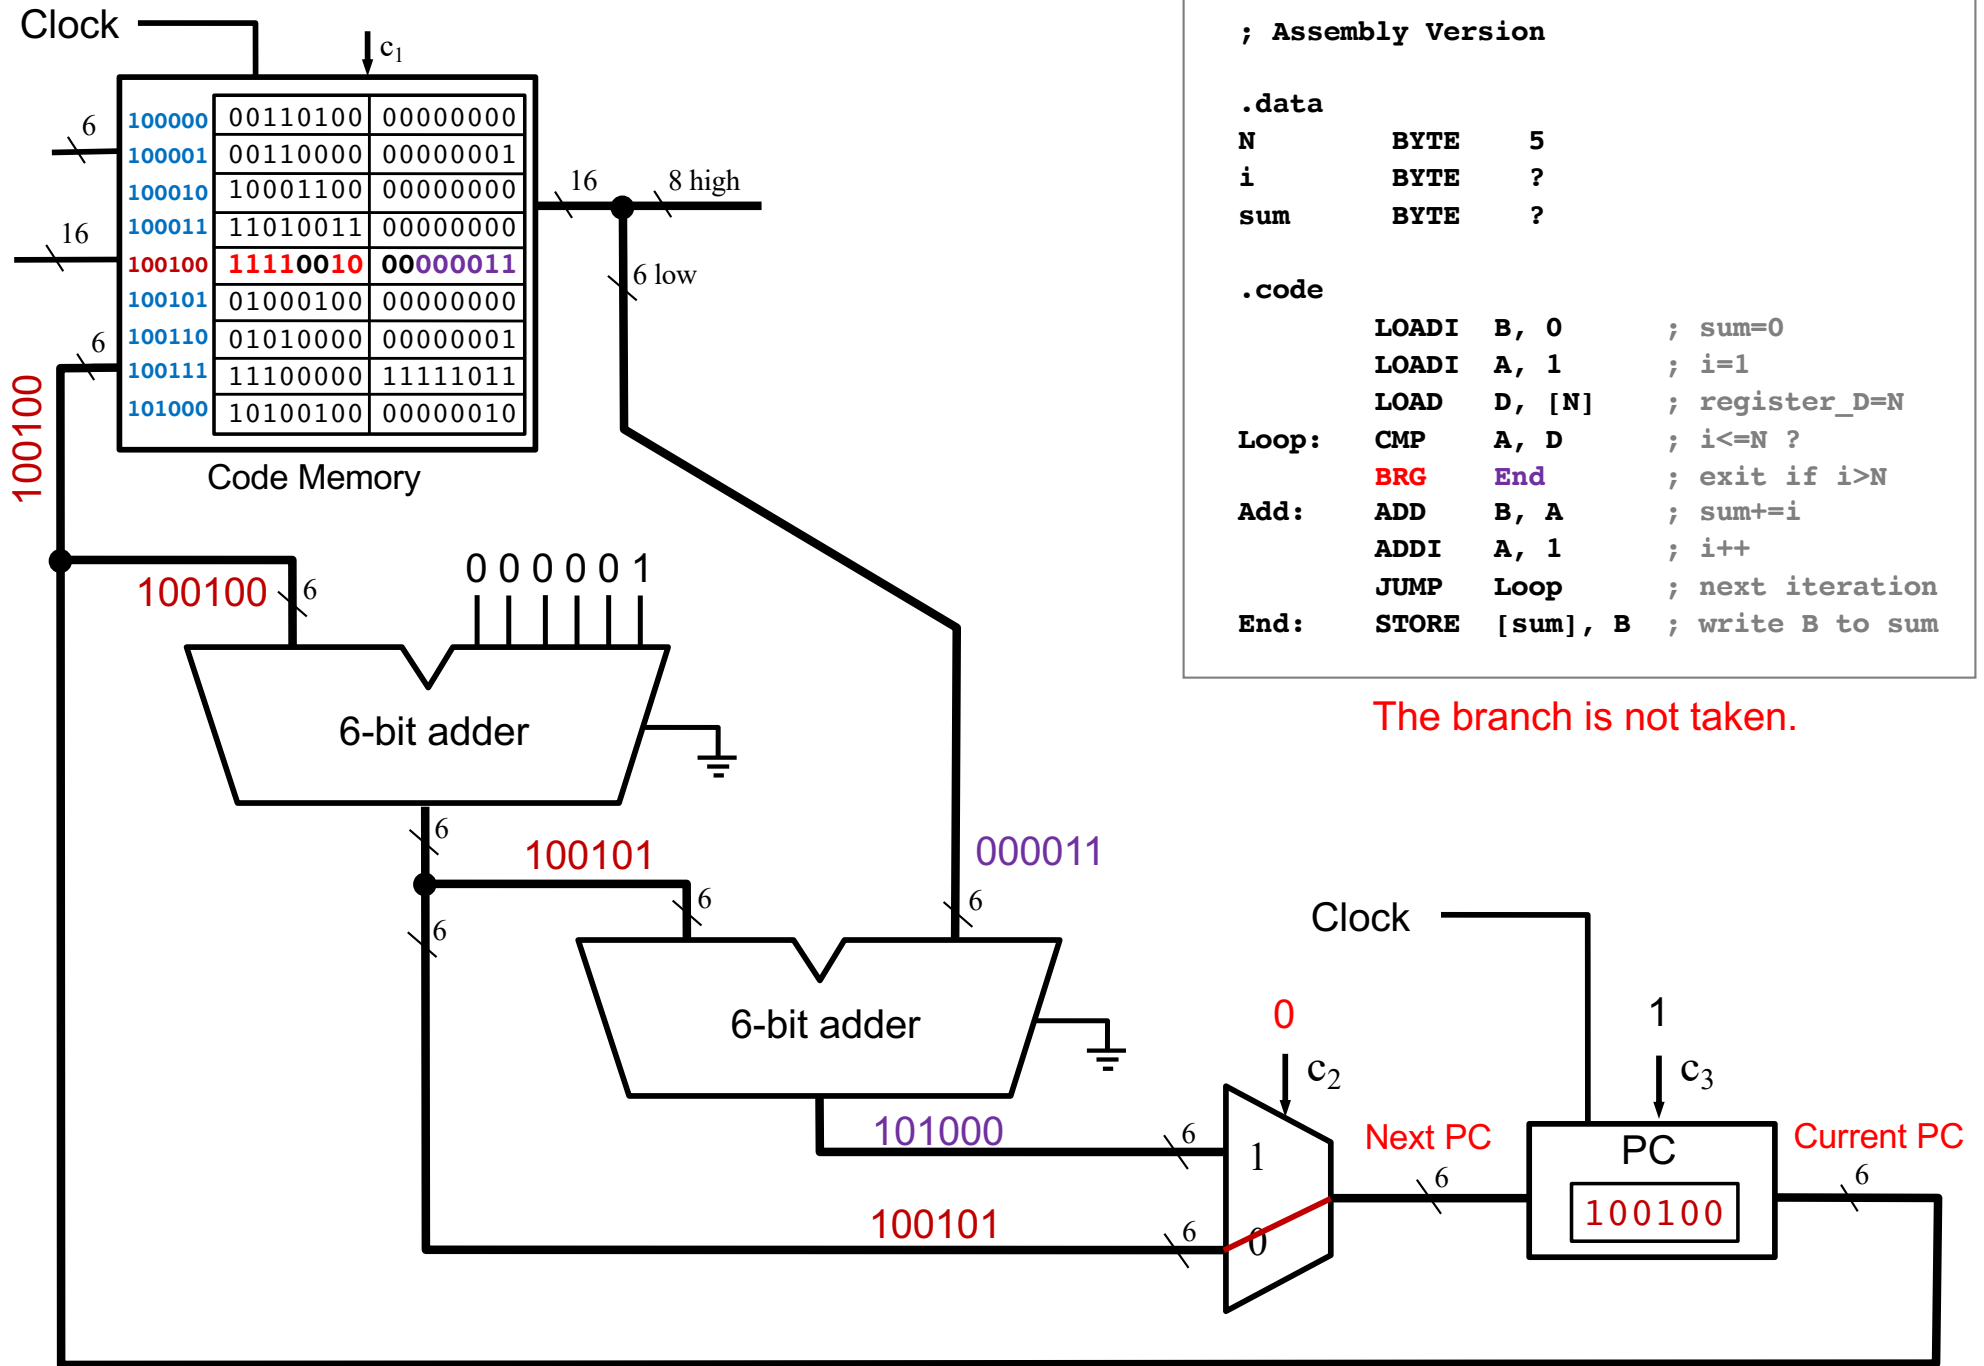 Clock
c1
6
16
6
100000 00110100 00000000
100001 00110000 00000001
100010 10001100 00000000
100011 11010011 00000000
100100 11110010 00000011
100101 01000100 00000000
100110 01010000 00000001
100111 11100000 11111011
101000 10100100 00000010
Code Memory
16
8 high
6 low
100100
100100
6
0 0 0 0 0 1
6-bit adder
6
100101
6
6
000011
6
6-bit adder
101000
6
100101
6
0
c2
1
0
Next PC
6
Clock
1
c3
PC
100100
Current PC
6
; Assembly Version
.data
N BYTE 5
i BYTE ?
sum BYTE ?
.code
LOADI B, 0 ; sum=0
LOADI A, 1 ; i=1
LOAD D, [N] ; register_D=N
Loop: CMP A, D ; i<=N ?
BRG End ; exit if i>N
Add: ADD B, A ; sum+=i
ADDI A, 1 ; i++
JUMP Loop ; next iteration
End: STORE [sum], B ; write B to sum
The branch is not taken.